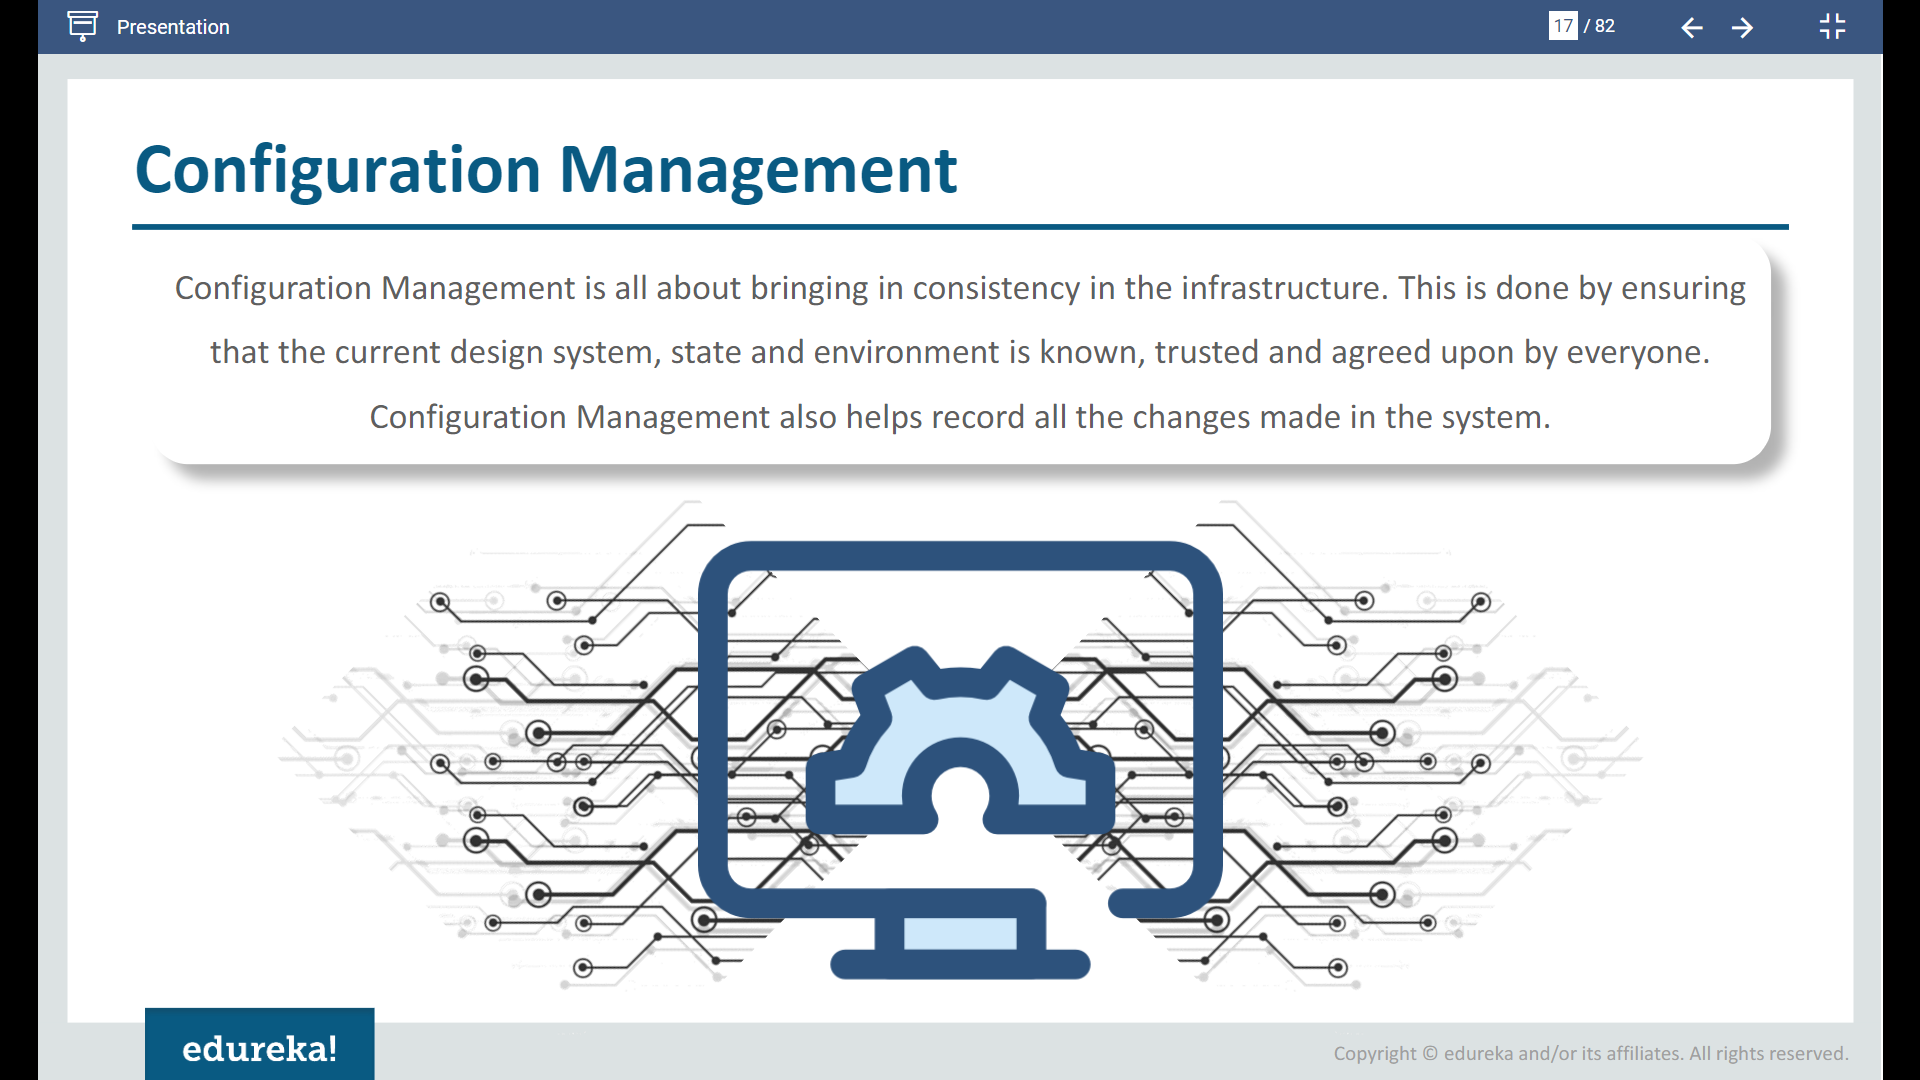 Presentation
17 / 82
Configuration Management
Configuration Management is all about bringing in consistency in the infrastructure. This is done by ensuring
that the current design system, state and environment is known, trusted and agreed upon by everyone.
Configuration Management also helps record all the changes made in the system.
edureka!
Copyright © edureka and/or its affiliates. All rights reserved.